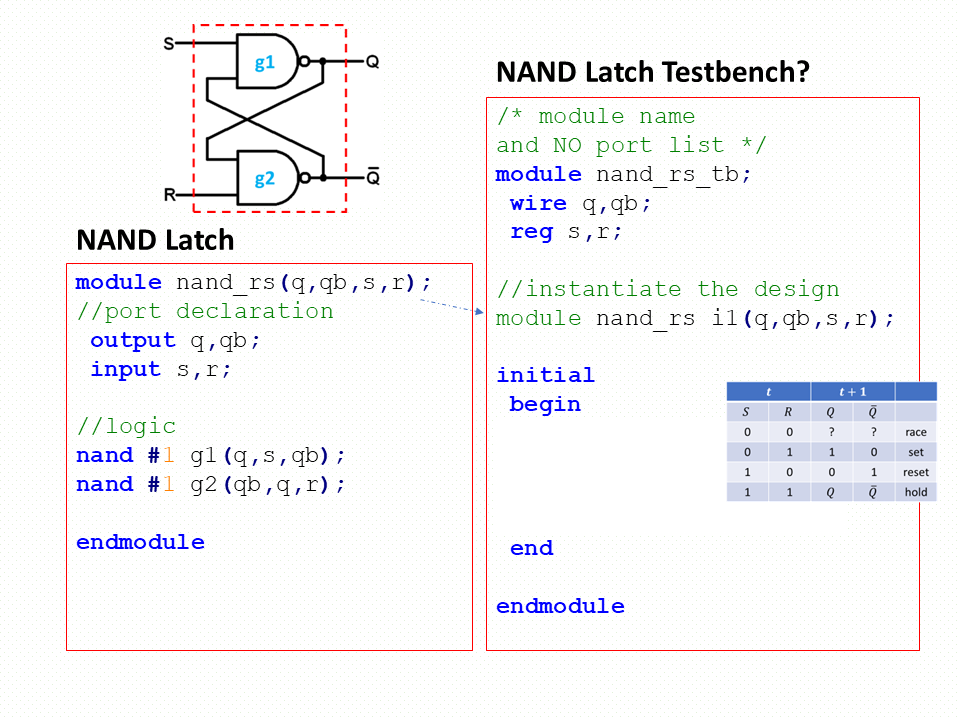 S
g1
Q
g2
R
Q̅
NAND Latch
module nand_rs(q,qb,s,r);
//port declaration
output q,qb;
input s,r;
//logic
nand #1 g1(q,s,qb);
nand #1 g2(qb,q,r);
endmodule
NAND Latch Testbench?
/* module name
and NO port list */
module nand_rs_tb;
wire q,qb;
reg s,r;
//instantiate the design
module nand_rs i1(q,qb,s,r);
initial
begin
t t + 1
S R Q Q̅
0 0 ? ? race
0 1 1 0 set
1 0 0 1 reset
1 1 Q Q̅ hold
end
endmodule